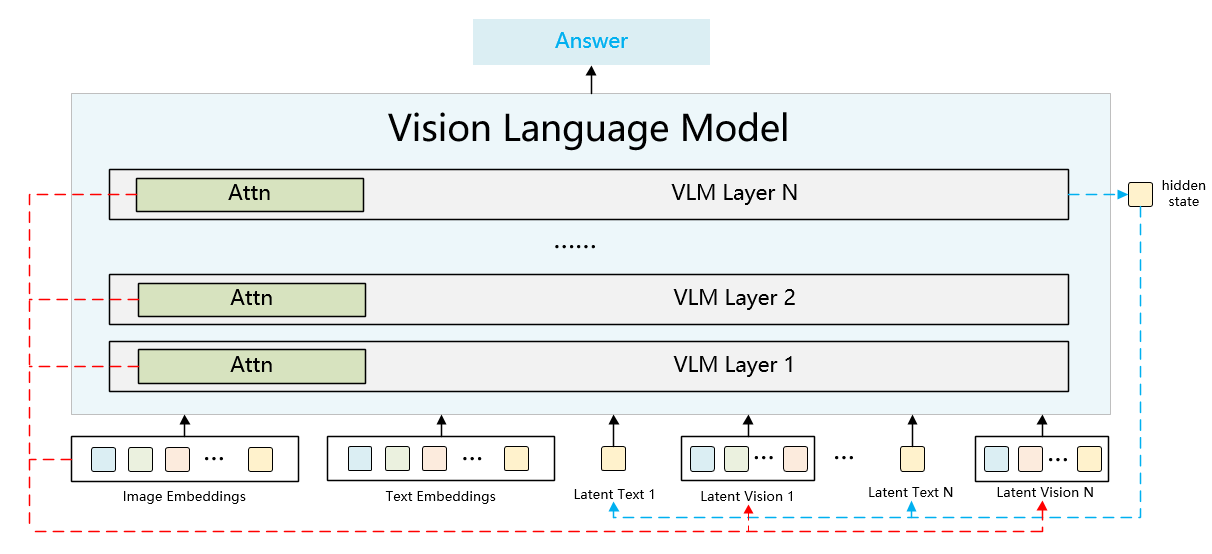 Answer
Vision Language Model
Attn
VLM Layer N
hidden
state
......
Attn
VLM Layer 2
Attn
VLM Layer 1
...
...
...
...
...
Image Embeddings
Text Embeddings
Latent Text 1
Latent Vision 1
Latent Text N
Latent Vision N